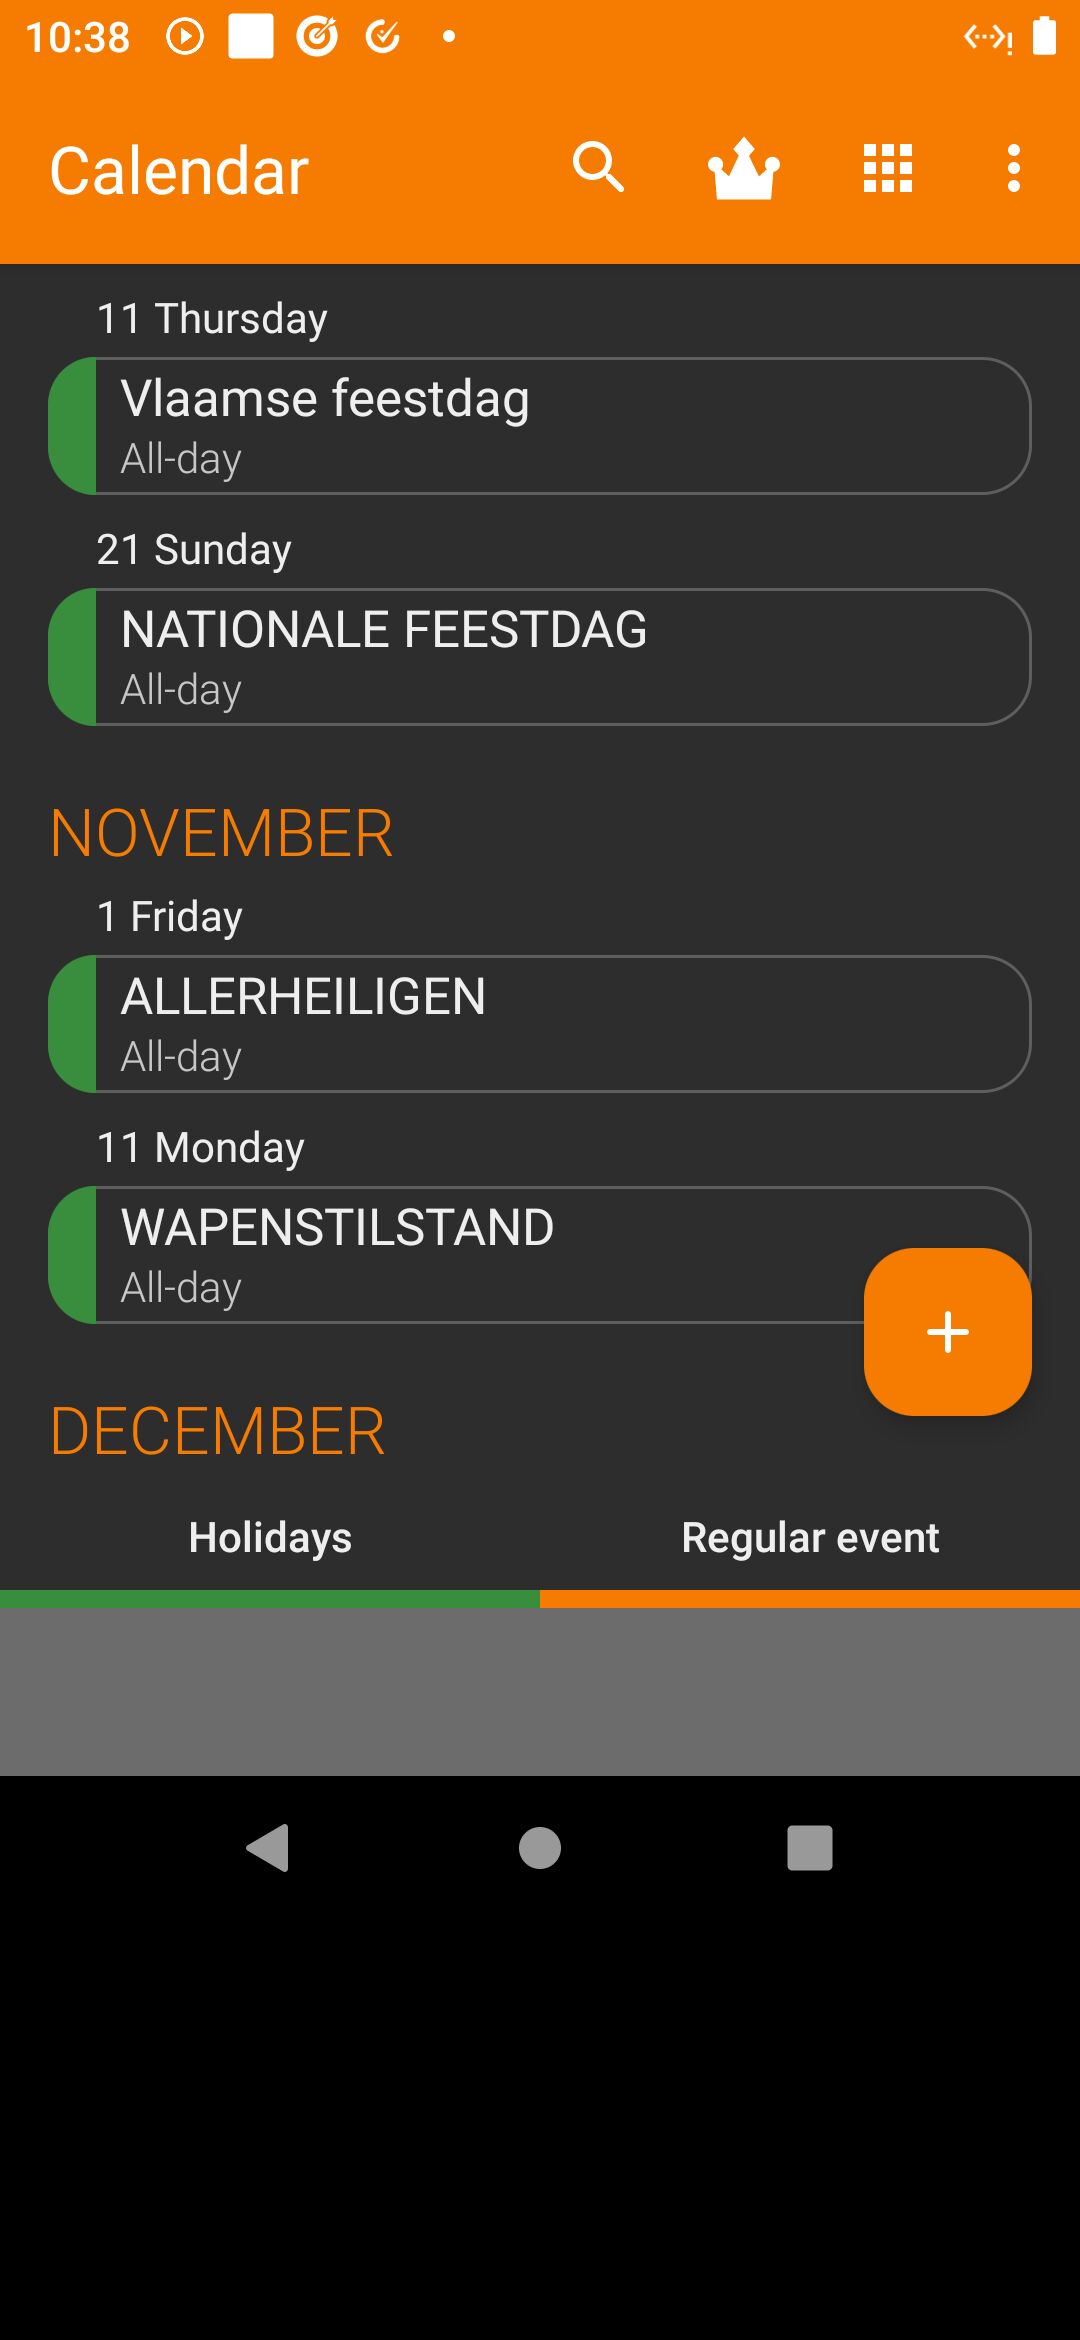 10:38
Calendar
11 Thursday
Vlaamse feestdag
All-day
21 Sunday
NATIONALE FEESTDAG
All-day
NOVEMBER
1 Friday
ALLERHEILIGEN
All-day
11 Monday
WAPENSTILSTAND
All-day
DECEMBER
Holidays
Regular event